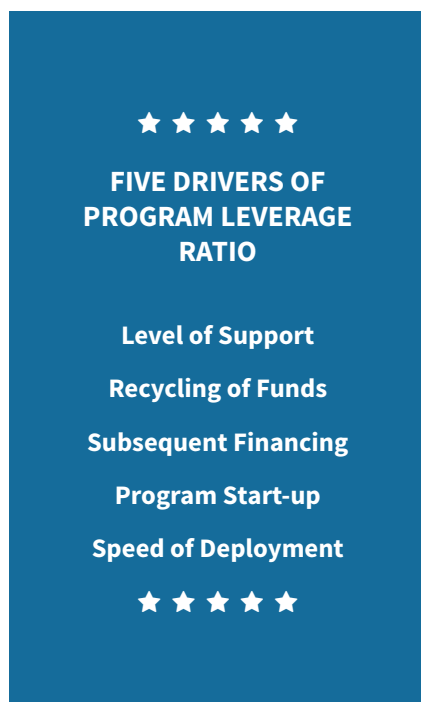 FIVE DRIVERS OF
PROGRAM LEVERAGE
RATIO
Level of Support
Recycling of Funds
Subsequent Financing
Program Start-up
Speed of Deployment